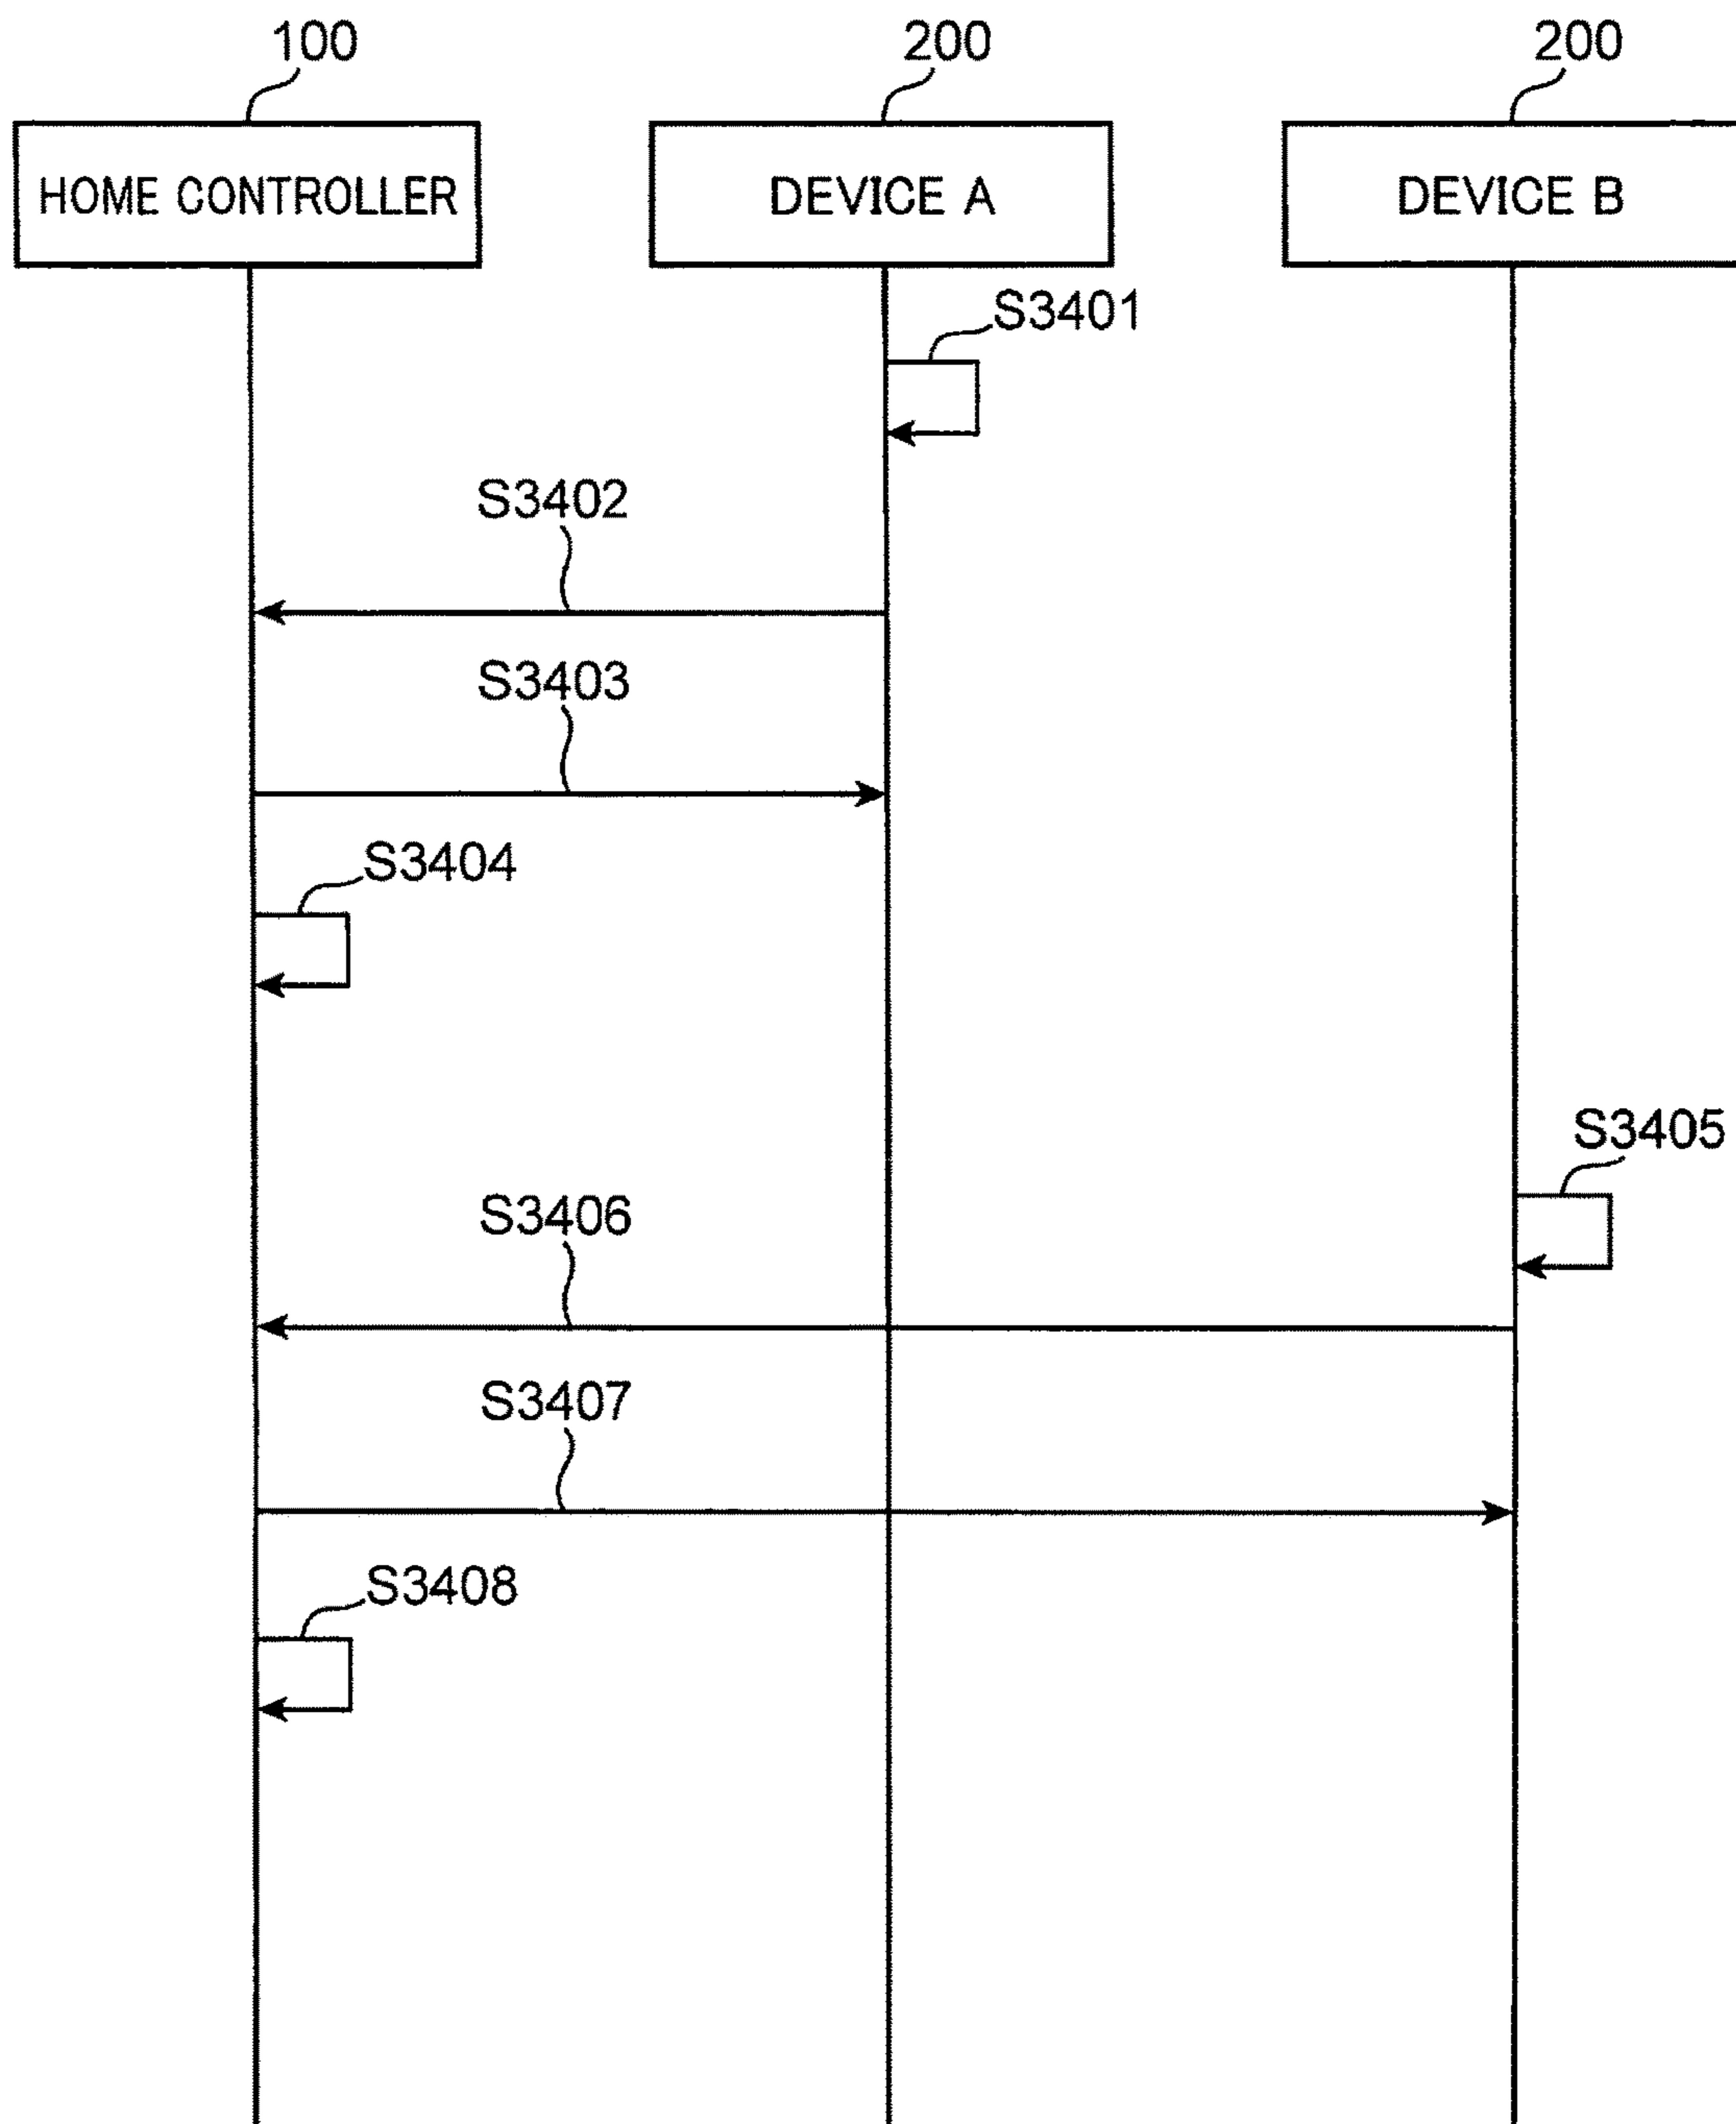 100
200
200
HOME CONTROLLER
DEVICE A
DEVICE B
S3401
S3402
S3403
S3404
S3405
S3406
S3407
S3408